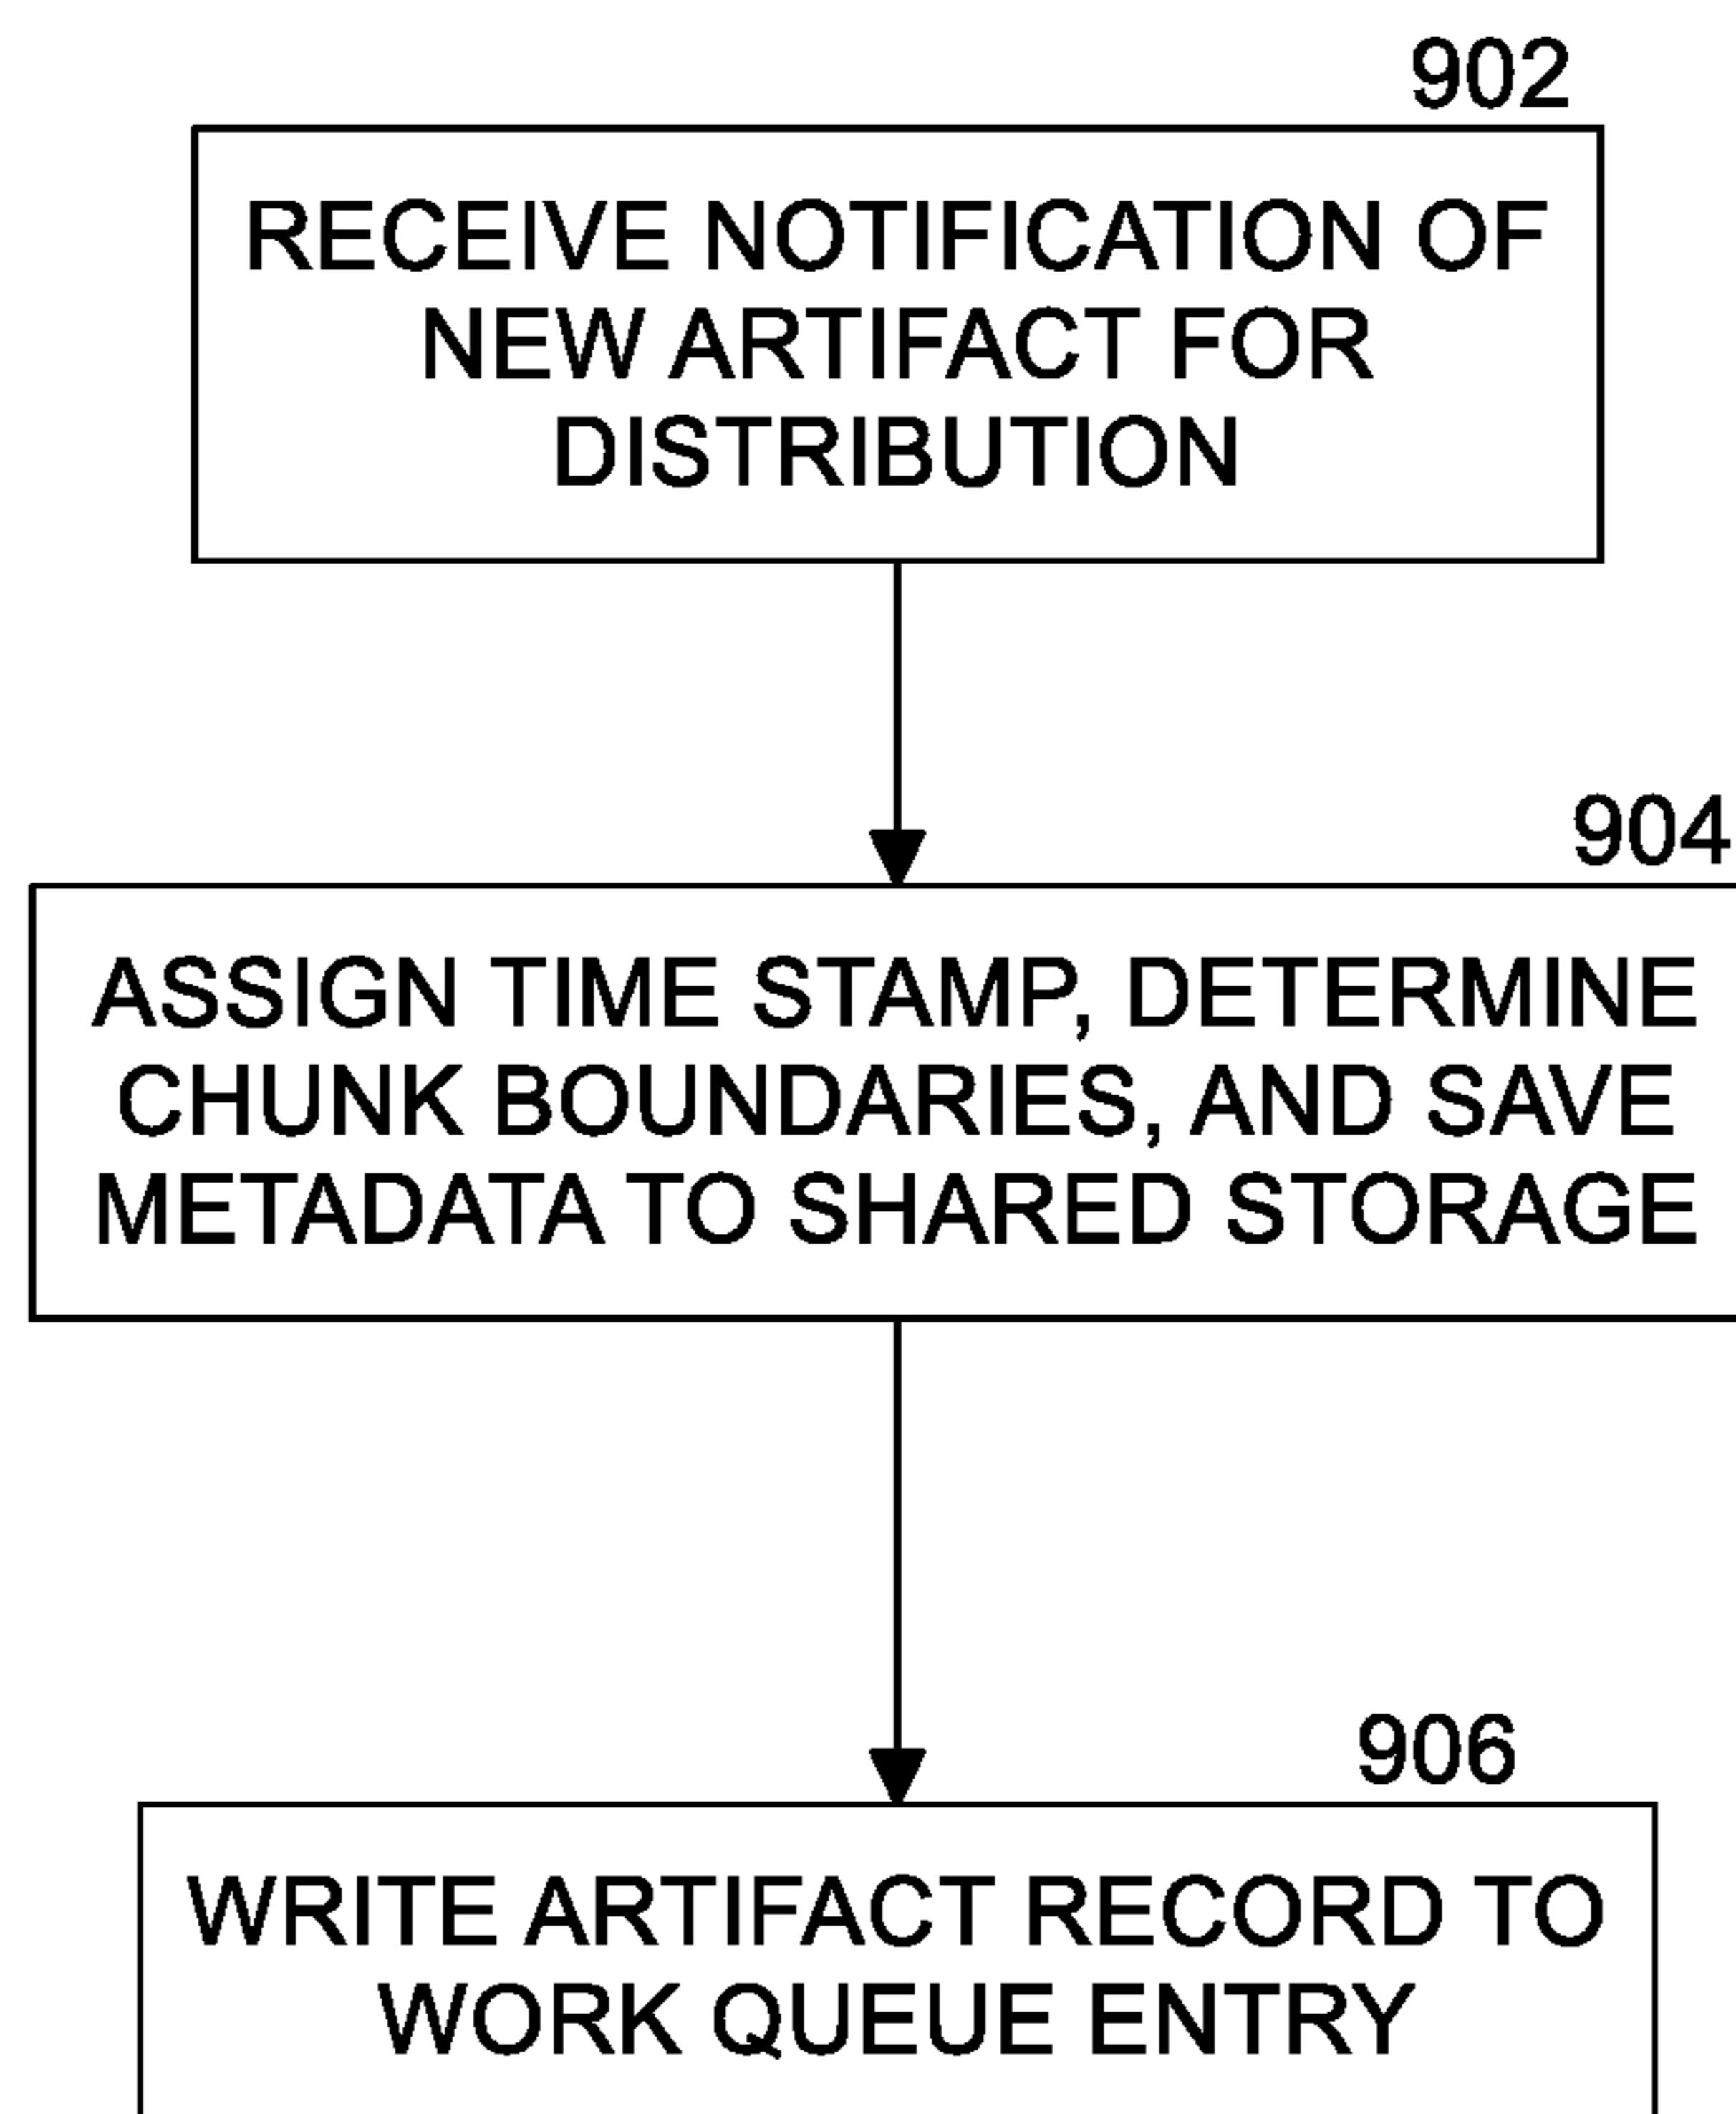 902
RECEIVE NOTIFICATION OF
NEW ARTIFACT FOR
DISTRIBUTION
904
ASSIGN TIME STAMP, DETERMINE
CHUNK BOUNDARIES, AND SAVE
METADATA TO SHARED STORAGE
906
WRITE ARTIFACT RECORD TO
WORK QUEUE ENTRY